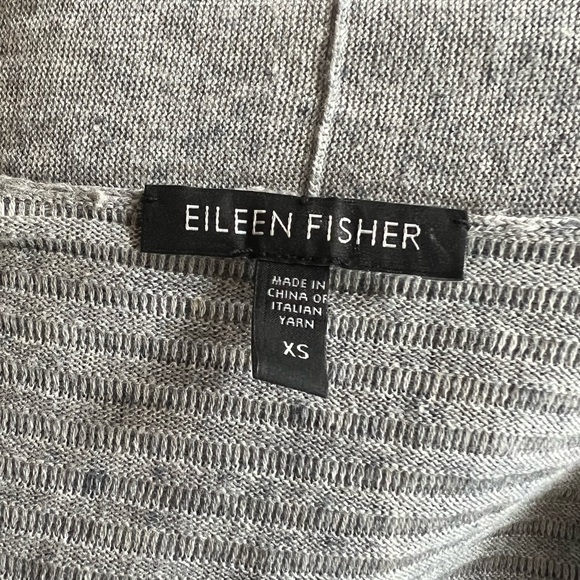 EILEEN FISHER
MADE IN
CHINA OF
ITALIAN
YARN
XS